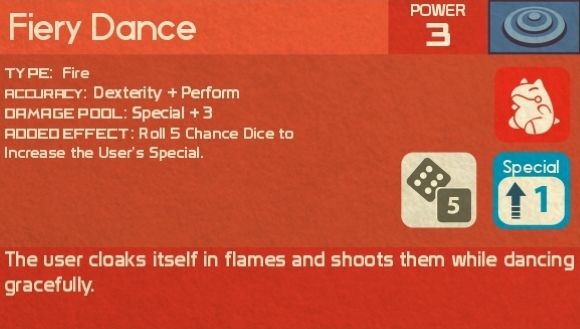 Fiery Dance
POWER
3
TYPE: Fire
ACCURACY: Dexterity + Perform
DAMAGE POOL: Special + 3
ADDED EFFECT: Roll 5 Chance Dice to
Increase the User's Special.
5
Special
1
The user cloaks itself in flames and shoots them while dancing
gracefully.